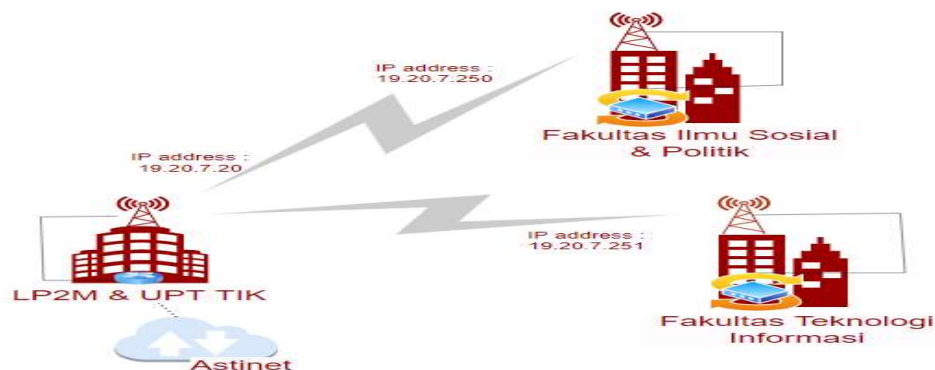 IP address :
19.20.7.250
Fakultas Ilmu Sosial
& Politik
IP address :
19.20.7.20
IP address :
19.20.7.251
LP2M & UPT TIK
Fakultas Teknologi
Informasi
Astinet